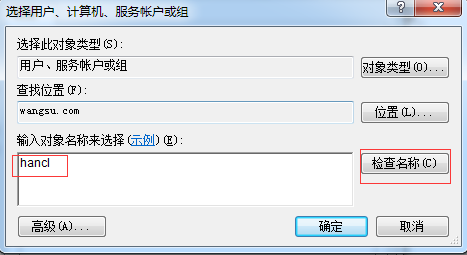 选择用户、计算机、服务帐户或组
选择此对象类型(S):
用户、服务帐户或组
对象类型(O)...
查找位置(F):
wangsu.com
位置(L)...
输入对象名称来选择(示例)(E):
hancl
检查名称(C)
高级(A)...
确定
取消